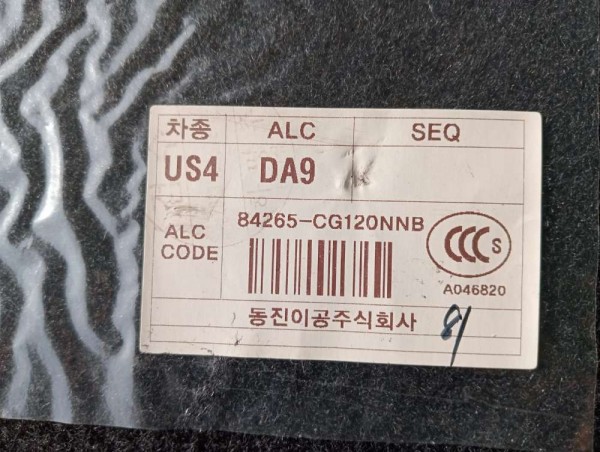 차종 ALC SEQ
US4 DA9
ALC CODE 84265-CG120NNB
CCC S
A046820
동진이공주식회사 81